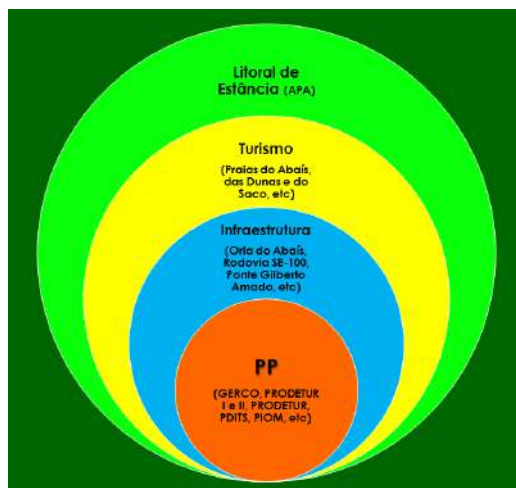 Litoral de
Estância (APA)
Turismo
(Praias do Abaís,
das Dunas e do
Saco, etc)
Infraestrutura
(Orla do Abaís,
Rodovia SE-100,
Ponte Gilberto
Amado, etc)
PP
(GERCO, PRODETUR
I e II, PRODETUR,
PDITS, PIOM, etc)